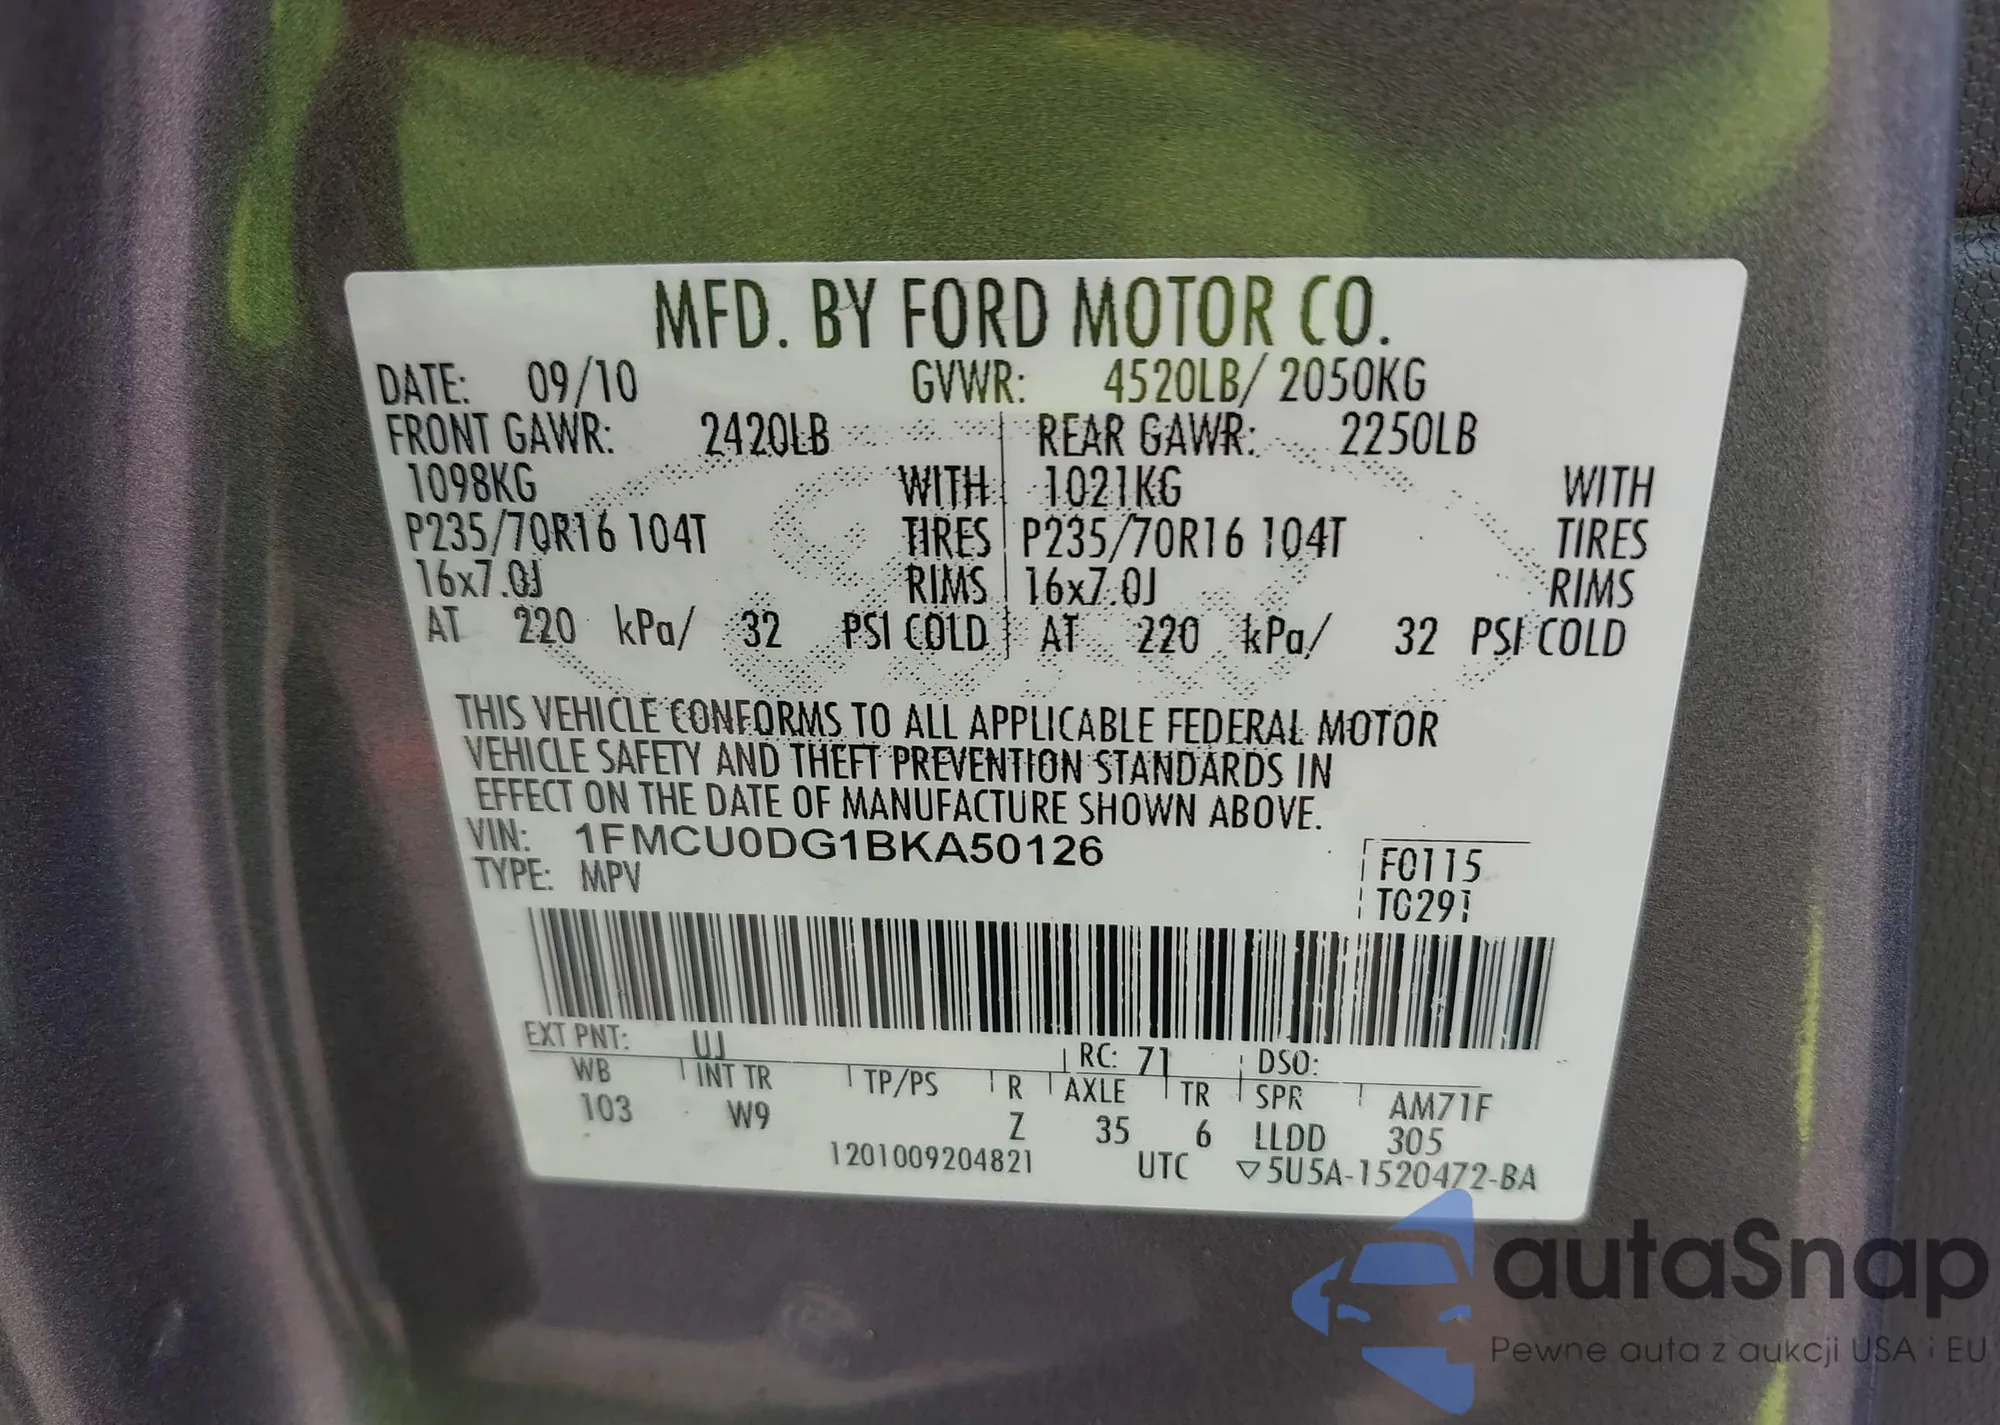 MFD. BY FORD MOTOR CO.
DATE: 09/10 GVWR: 4520LB/ 2050KG
FRONT GAWR: 2420LB REAR GAWR: 2250LB
1098KG WITH 1021KG WITH
P235/70R16 104T TIRES P235/70R16 104T TIRES
16x7.0J RIMS 16x7.0J RIMS
AT 220 kPa/ 32 PSI COLD AT 220 kPa/ 32 PSI COLD
THIS VEHICLE CONFORMS TO ALL APPLICABLE FEDERAL MOTOR
VEHICLE SAFETY AND THEFT PREVENTION STANDARDS IN
EFFECT ON THE DATE OF MANUFACTURE SHOWN ABOVE.
VIN: 1FMCU0DG1BKA50126
TYPE: MPV
F0115
T0291
EXT PNT: UJ RC: 71 DSO:
WB INT TR TP/PS R AXLE TR SPR AM71F
103 W9 Z 35 6 LLDD 305
1201009204821 UTC ▽5U5A-1520472-BA
autaSnap
Pewne auta z aukcji USA i EU